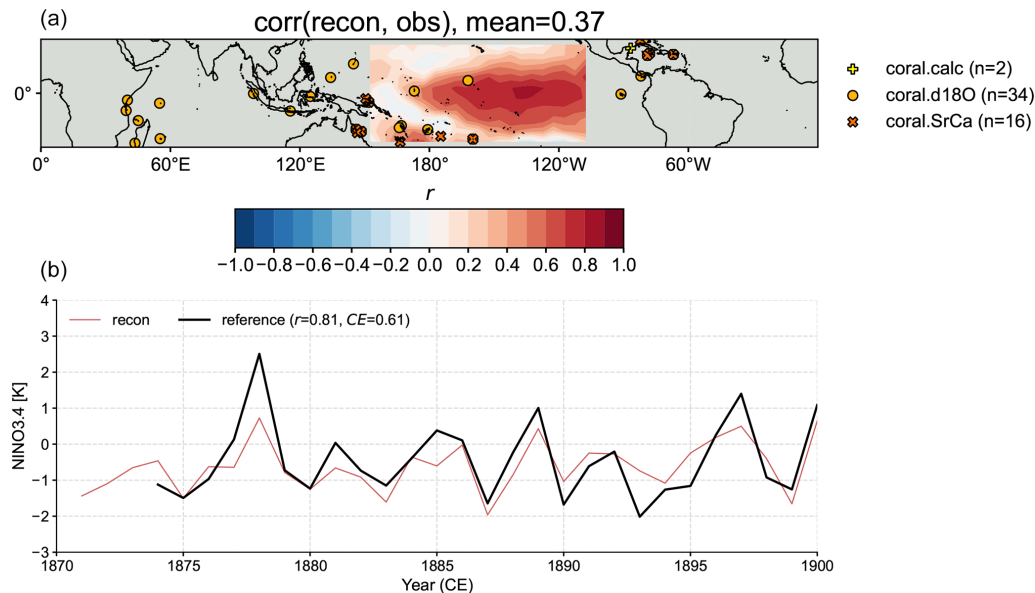 (a)
corr(recon, obs), mean=0.37
0°
0° 60°E 120°E 180° 120°W 60°W
coral.calc (n=2)
coral.d18O (n=34)
coral.SrCa (n=16)
r
−1.0 −0.8 −0.6 −0.4 −0.2 0.0 0.2 0.4 0.6 0.8 1.0
(b)
recon reference (r=0.81, CE=0.61)
NINO3.4 [K]
4
3
2
1
0
−1
−2
−3
1870 1875 1880 1885 1890 1895 1900
Year (CE)